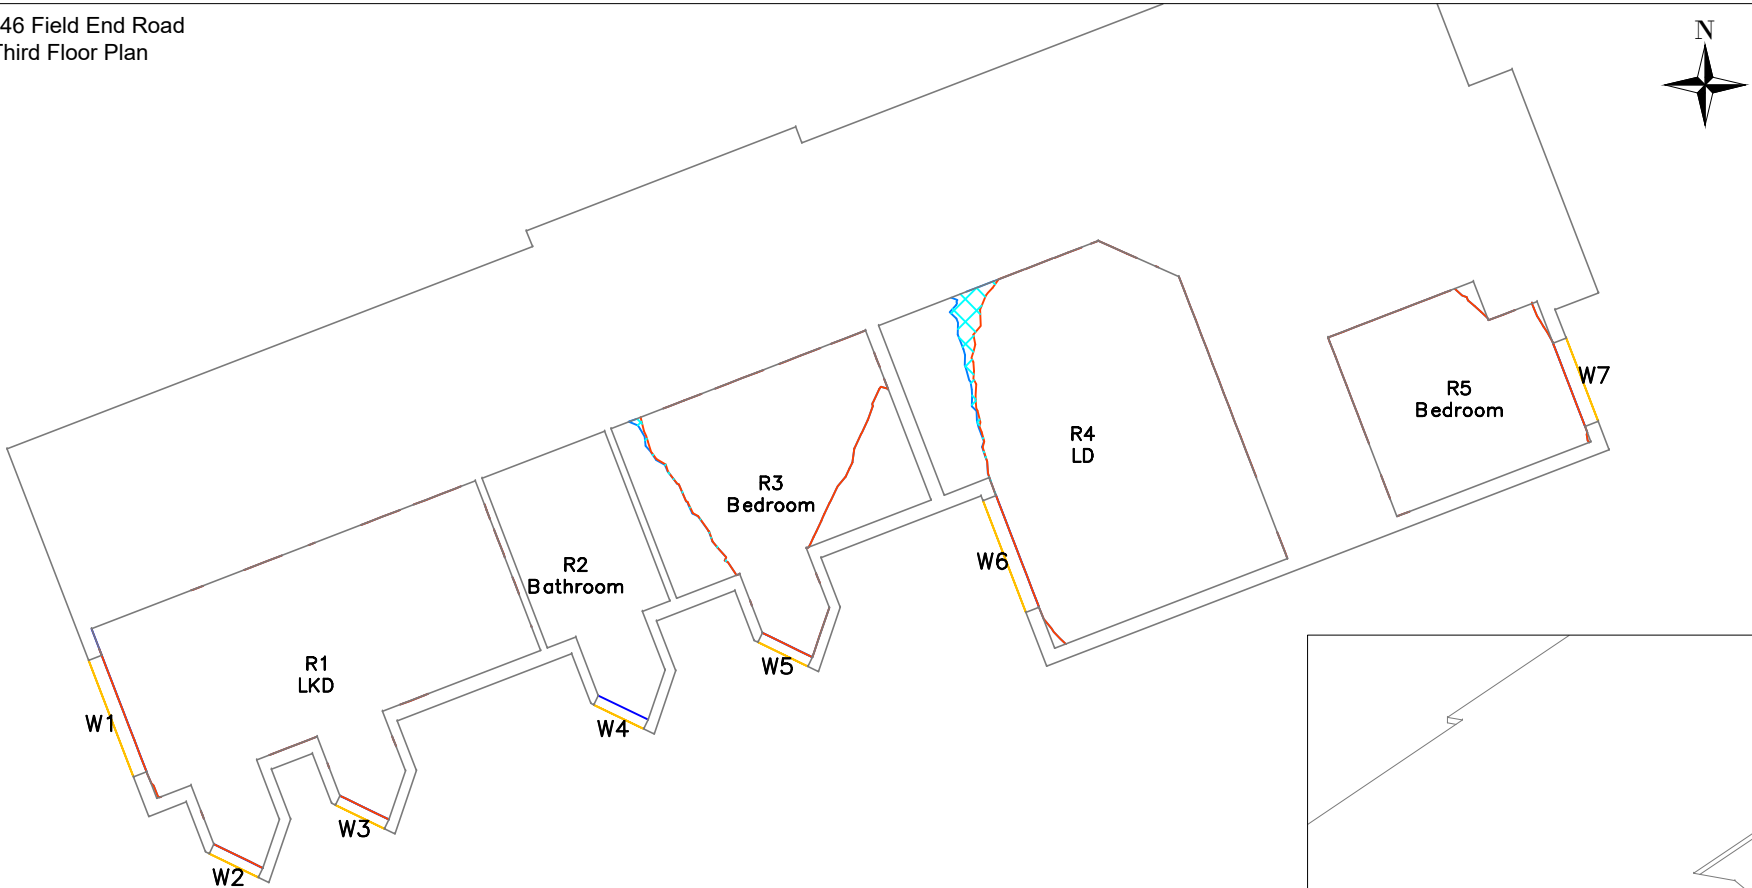 46 Field End Road
Third Floor Plan
N
W7
R5
Bedroom
R4
LD
R3
Bedroom
W6
R2
Bathroom
R1
LKD
W5
W1
W4
W3
W2